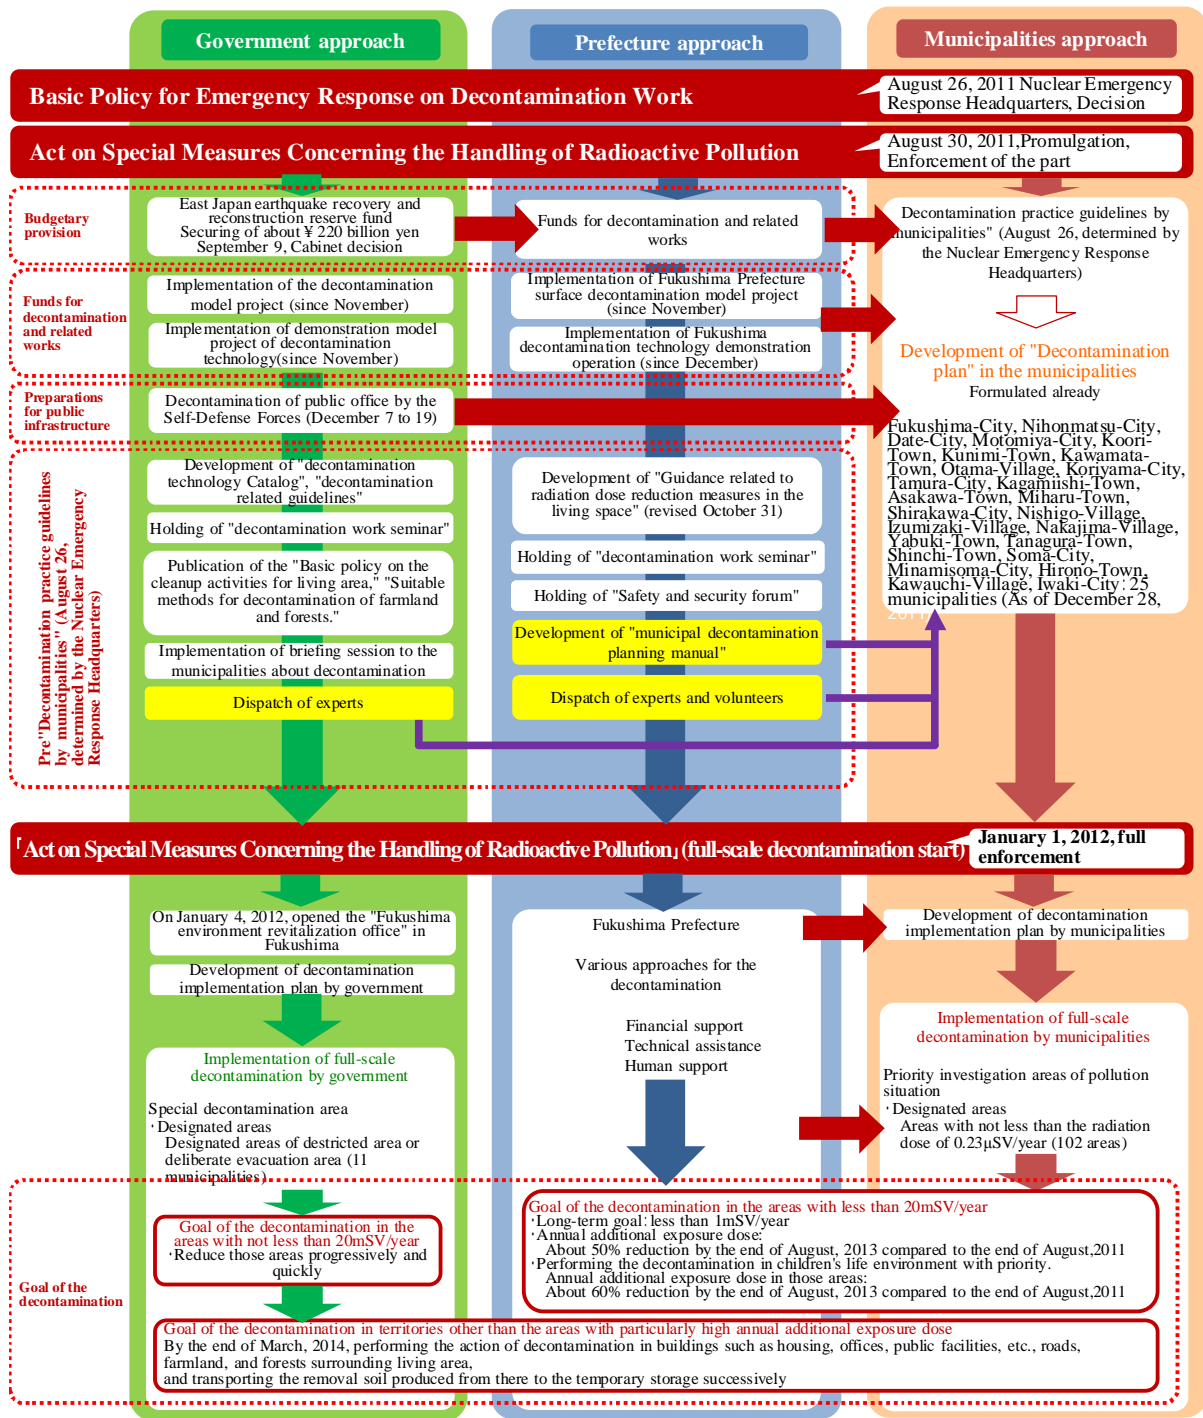 Government approach
Prefecture approach
Municipalities approach
Basic Policy for Emergency Response on Decontamination Work
August 26, 2011 Nuclear Emergency
Response Headquarters, Decision
Act on Special Measures Concerning the Handling of Radioactive Pollution
August 30, 2011,Promulgation,
Enforcement of the part
Budgetary
provision
East Japan earthquake recovery and
reconstruction reserve fund
Securing of about ¥ 220 billion yen
September 9, Cabinet decision
Funds for decontamination and related
works
Decontamination practice guidelines by
municipalities" (August 26, determined by
the Nuclear Emergency Response
Headquarters)
Funds for
decontamination
and related
works
Implementation of the decontamination
model project (since November)
Implementation of demonstration model
project of decontamination
technology(since November)
Implementation of Fukushima Prefecture
surface decontamination model project
(since November)
Implementation of Fukushima
decontamination technology demonstration
operation (since December)
Development of "Decontamination
plan" in the municipalities
Formulated already
Fukushima-City, Nihonmatsu-City,
Date-City, Motomiya-City, Koori-
Town, Kunimi-Town, Kawamata-
Town, Otama-Village, Koriyama-City,
Tamura-City, Kagamiishi-Town,
Asakawa-Town, Miharu-Town,
Shirakawa-City, Nishigo-Village,
Izumizaki-Village, Nakajima-Village,
Yabuki-Town, Tanagura-Town,
Shinchi-Town, Soma-City,
Minamisoma-City, Hirono-Town,
Kawauchi-Village, Iwaki-City: 25
municipalities (As of December 28,
2011)
Preparations
for public
infrastructure
Decontamination of public office by the
Self-Defense Forces (December 7 to 19)
Pre"Decontamination practice guidelines
by municipalities" (August 26,
determined by the Nuclear Emergency
Response Headquarters)
Development of "decontamination
technology Catalog", "decontamination
related guidelines"
Holding of "decontamination work seminar"
Publication of the "Basic policy on
the cleanup activities for living area," "Suitable
methods for decontamination of farmland
and forests."
Implementation of briefing session to the
municipalities about decontamination
Dispatch of experts
Development of "Guidance related to
radiation dose reduction measures in the
living space" (revised October 31)
Holding of "decontamination work seminar"
Holding of "Safety and security forum"
Development of "municipal decontamination
planning manual"
Dispatch of experts and volunteers
「Act on Special Measures Concerning the Handling of Radioactive Pollution」(full-scale decontamination start)
January 1, 2012, full
enforcement
On January 4, 2012, opened the "Fukushima
environment revitalization office" in
Fukushima
Development of decontamination
implementation plan by government
Fukushima Prefecture
Various approaches for the
decontamination
Financial support
Technical assistance
Human support
Development of decontamination
implementation plan by municipalities
Implementation of full-scale
decontamination by government
Special decontamination area
･Designated areas
Designated areas of destricted area or
deliberate evacuation area (11
municipalities)
Implementation of full-scale
decontamination by municipalities
Priority investigation areas of pollution
situation
･Designated areas
Areas with not less than the radiation
dose of 0.23μSV/year (102 areas)
Goal of the
decontamination
Goal of the decontamination in the
areas with not less than 20mSV/year
･Reduce those areas progressively and
quickly
Goal of the decontamination in the areas with less than 20mSV/year
･Long-term goal: less than 1mSV/year
･Annual additional exposure dose:
About 50% reduction by the end of August, 2013 compared to the end of August,2011
･Performing the decontamination in children's life environment with priority.
Annual additional exposure dose in those areas:
About 60% reduction by the end of August, 2013 compared to the end of August,2011
Goal of the decontamination in territories other than the areas with particularly high annual additional exposure dose
By the end of March, 2014, performing the action of decontamination in buildings such as housing, offices, public facilities, etc., roads,
farmland, and forests surrounding living area,
and transporting the removal soil produced from there to the temporary storage successively